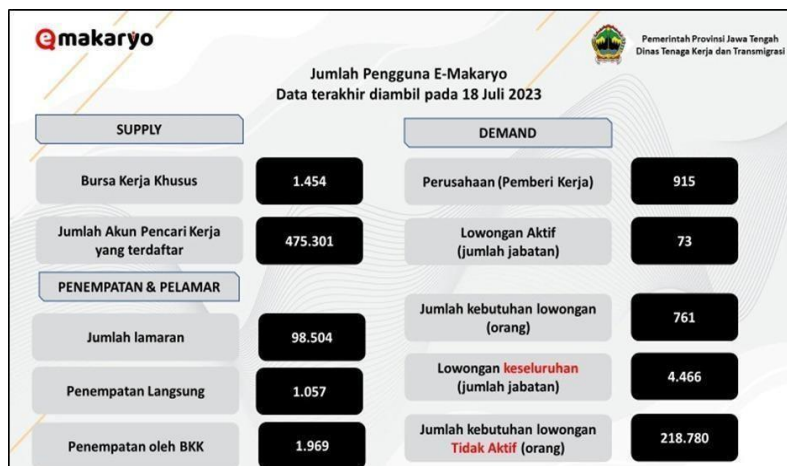 emakaryo
Pemerintah Provinsi Jawa Tengah
Dinas Tenaga Kerja dan Transmigrasi
Jumlah Pengguna E-Makaryo
Data terakhir diambil pada 18 Juli 2023
SUPPLY
Bursa Kerja Khusus
1.454
Jumlah Akun Pencari Kerja
yang terdaftar
475.301
PENEMPATAN & PELAMAR
Jumlah lamaran
98.504
Penempatan Langsung
1.057
Penempatan oleh BKK
1.969
DEMAND
Perusahaan (Pemberi Kerja)
915
Lowongan Aktif
(jumlah jabatan)
73
Jumlah kebutuhan lowongan
(orang)
761
Lowongan keseluruhan
(jumlah jabatan)
4.466
Jumlah kebutuhan lowongan
Tidak Aktif (orang)
218.780